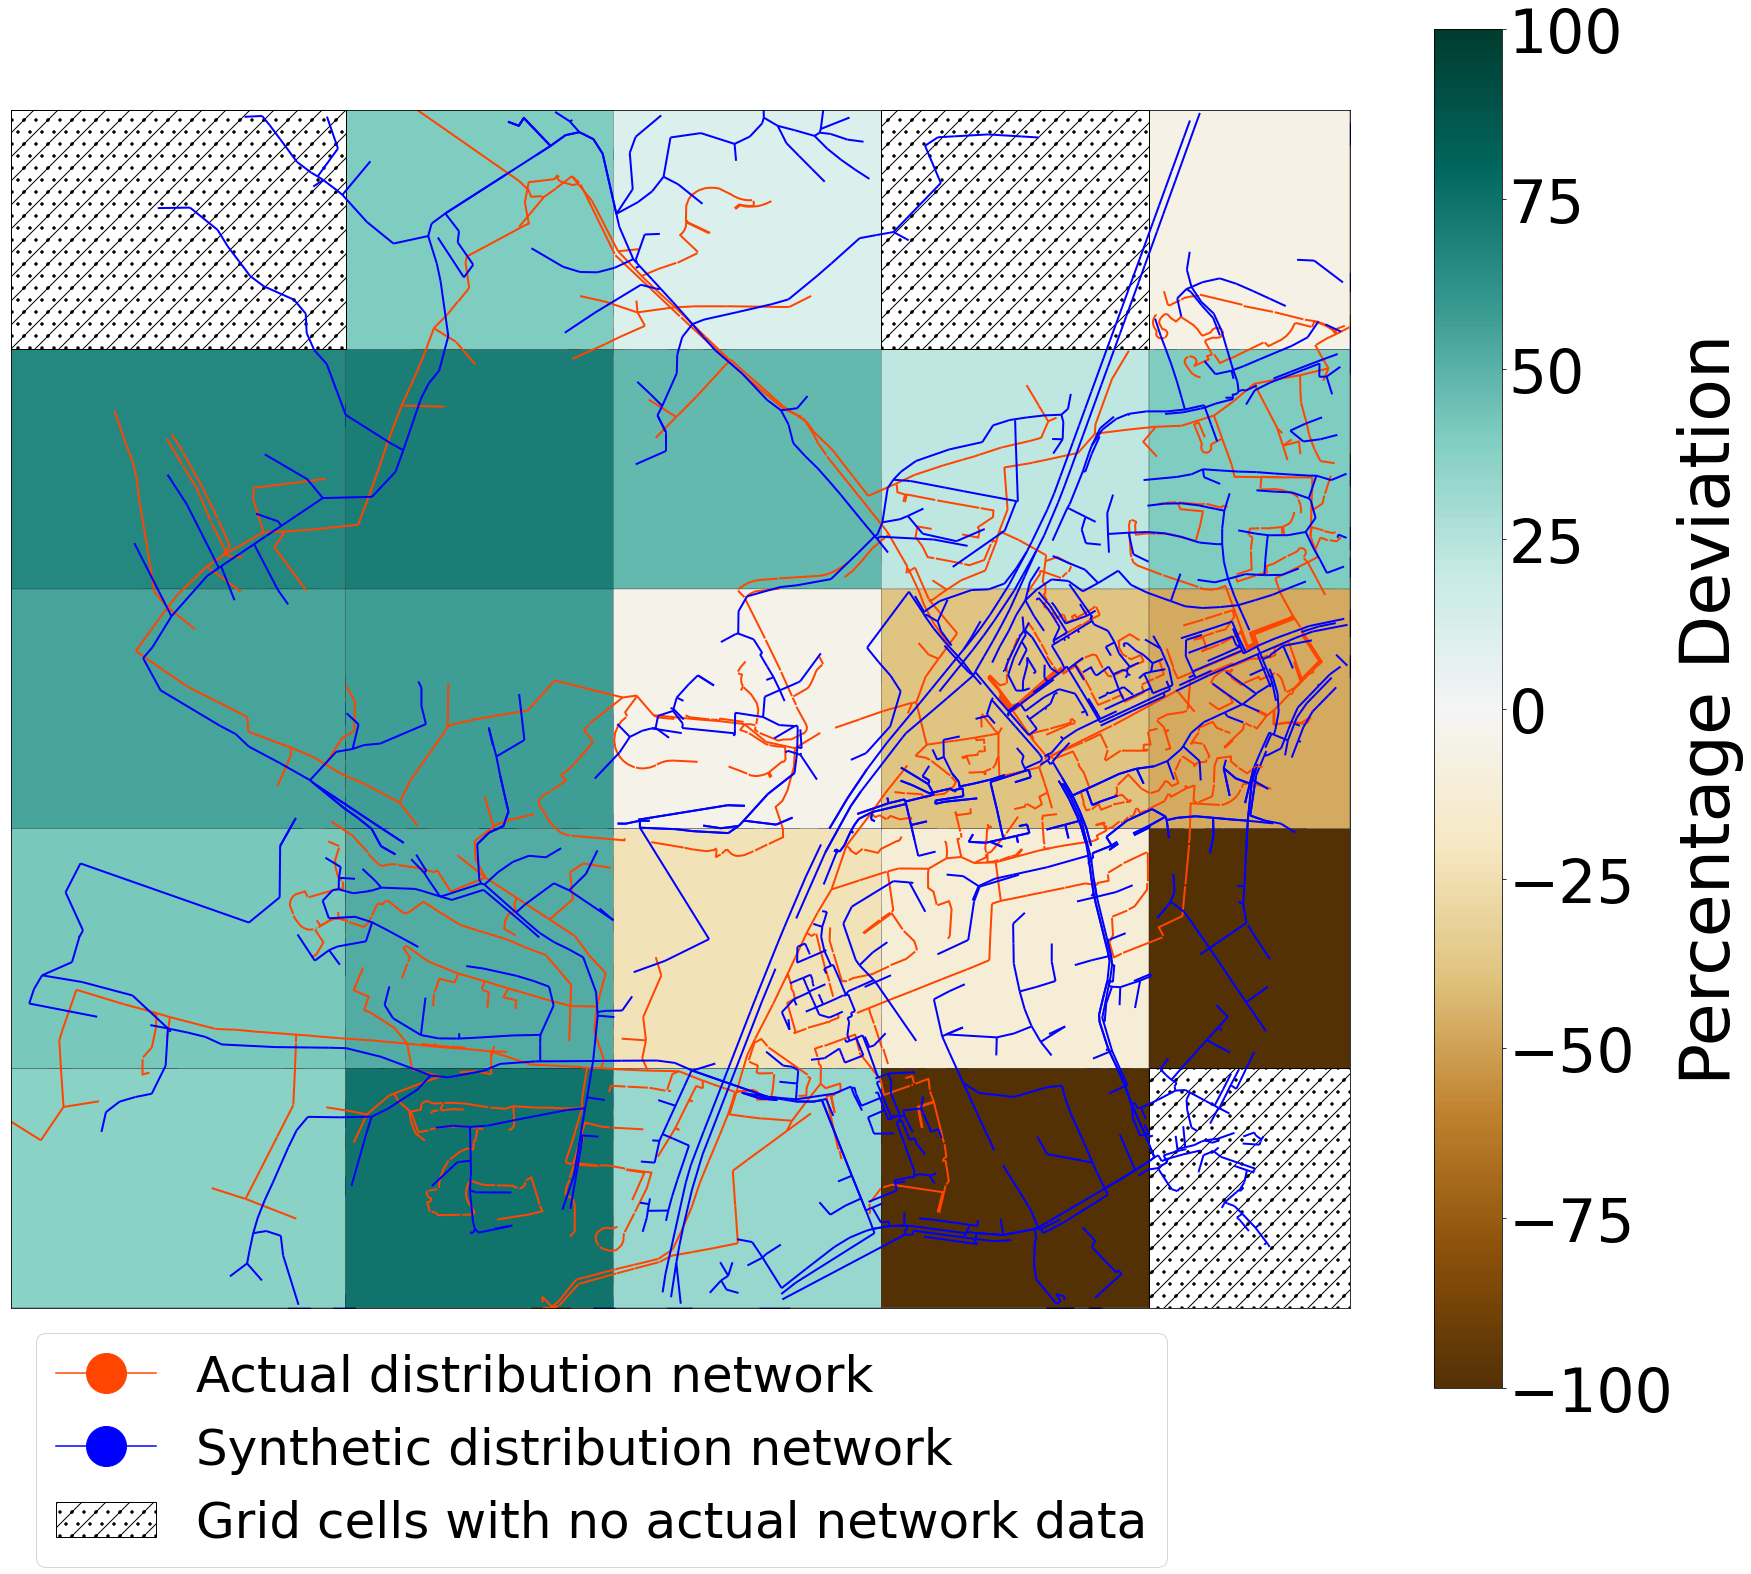 100
75
50
25
0
−25
−50
−75
−100
Percentage Deviation
Actual distribution network
Synthetic distribution network
Grid cells with no actual network data